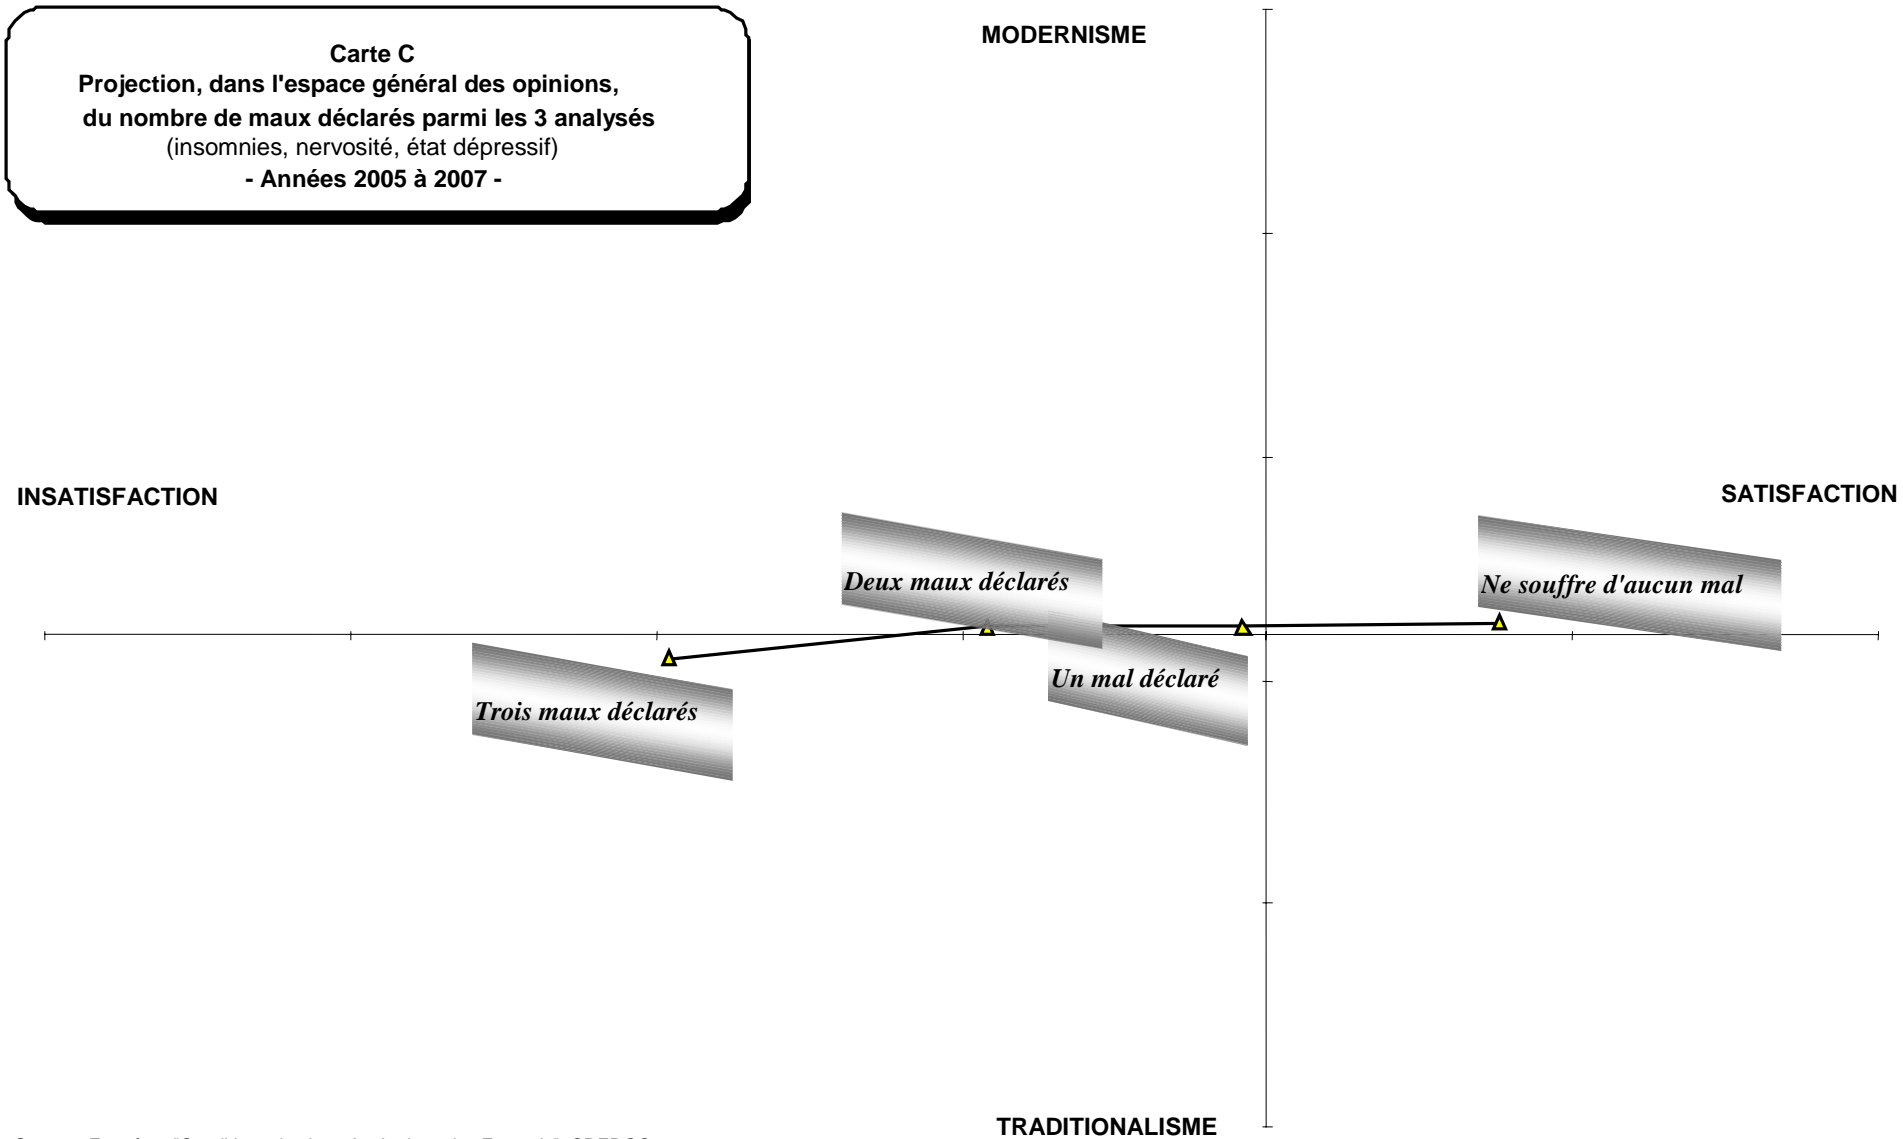 Carte C
Projection, dans l'espace général des opinions,
du nombre de maux déclarés parmi les 3 analysés
(insomnies, nervosité, état dépressif)
- Années 2005 à 2007 -
MODERNISME
INSATISFACTION
SATISFACTION
Deux maux déclarés
Ne souffre d'aucun mal
Un mal déclaré
Trois maux déclarés
TRADITIONALISME